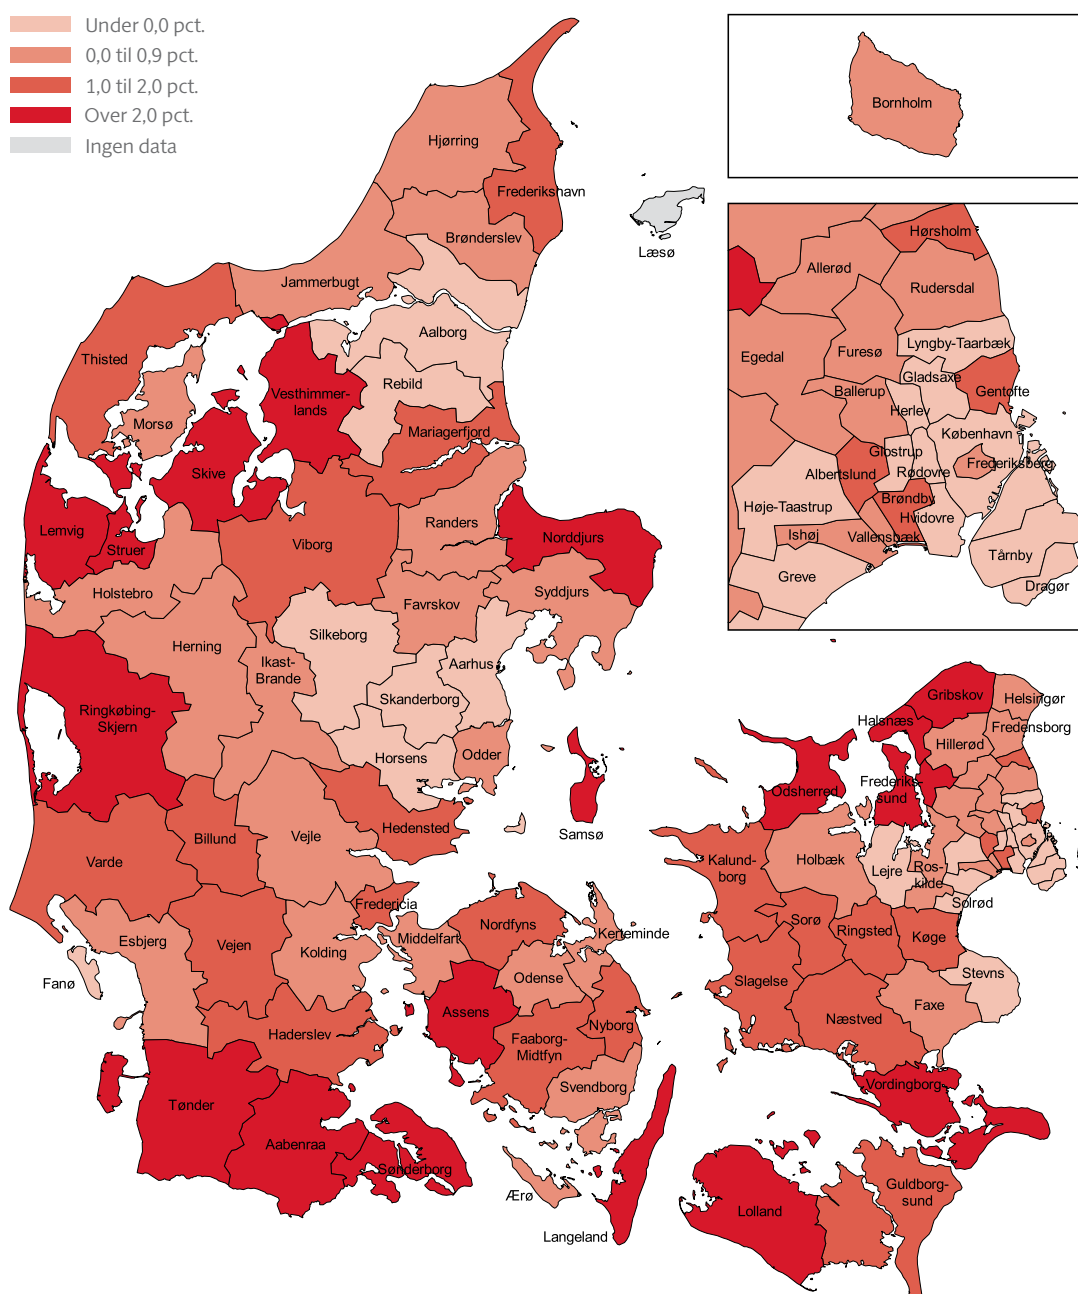 Under 0,0 pct.
0,0 til 0,9 pct.
1,0 til 2,0 pct.
Over 2,0 pct.
Ingen data
Bornholm
Hjørring
Frederikshavn
Brønderslev
Læsø
Jammerbugt
Aalborg
Thisted
Rebild
Vesthimmer-
lands
Morsø
Mariagerfjord
Skive
Lemvig
Struer
Viborg
Randers
Norddjurs
Holstebro
Favrskov
Syddjurs
Herning
Silkeborg
Ikast-
Brande
Aarhus
Skanderborg
Ringkøbing-
Skjern
Horsens
Odder
Samsø
Hedensted
Billund
Vejle
Varde
Fredericia
Esbjerg
Vejen
Kolding
Fanø
Haderslev
Tønder
Aabenraa
Sønderborg
Middelfart
Nordfyns
Kerteminde
Odense
Assens
Nyborg
Faaborg-
Midtfyn
Svendborg
Ærø
Langeland
Hørsholm
Allerød
Rudersdal
Egedal
Furesø
Lyngby-Taarbæk
Gladsaxe
Gentofte
Ballerup
Herlev
København
Glostrup
Frederiksberg
Albertslund
Rødovre
Brøndby
Høje-Taastrup
Hvidovre
Ishøj
Vallensbæk
Tårnby
Greve
Dragør
Gribskov
Helsingør
Halsnæs
Fredensborg
Hillerød
Odsherred
Frederiks-
sund
Kalund-
borg
Holbæk
Lejre
Ros-
kilde
Solrød
Sorø
Ringsted
Køge
Stevns
Slagelse
Næstved
Faxe
Vordingborg
Guldborg-
sund
Lolland